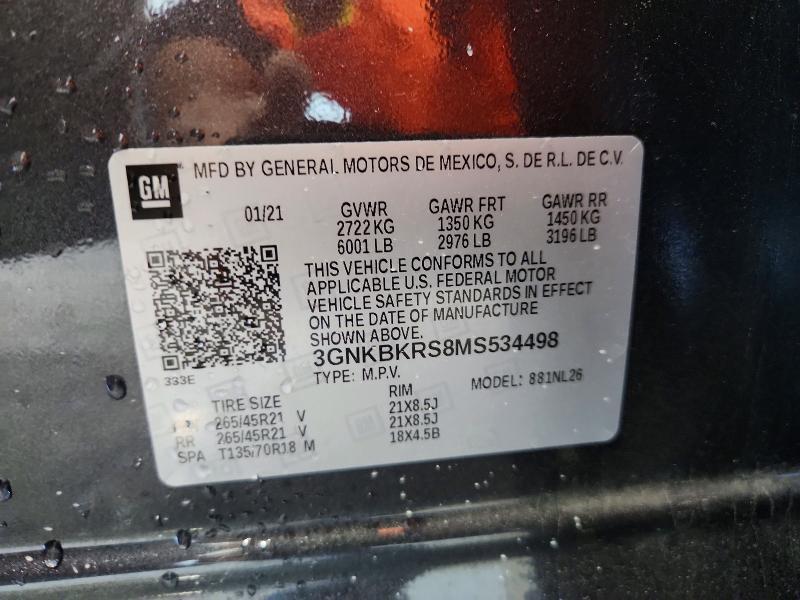 GM MFD BY GENERAL MOTORS DE MEXICO, S. DE R.L. DE C.V.
01/21 GVWR GAWR FRT GAWR RR
2722 KG 1350 KG 1450 KG
6001 LB 2976 LB 3196 LB
THIS VEHICLE CONFORMS TO ALL
APPLICABLE U.S. FEDERAL MOTOR
VEHICLE SAFETY STANDARDS IN EFFECT
ON THE DATE OF MANUFACTURE
SHOWN ABOVE.
3GNKBKRS8MS534498
333E
TYPE: M.P.V. MODEL: 881NL26
TIRE SIZE RIM
265/45R21 V 21X8.5J
RR 265/45R21 V 21X8.5J
SPA T135/70R18 M 18X4.5B